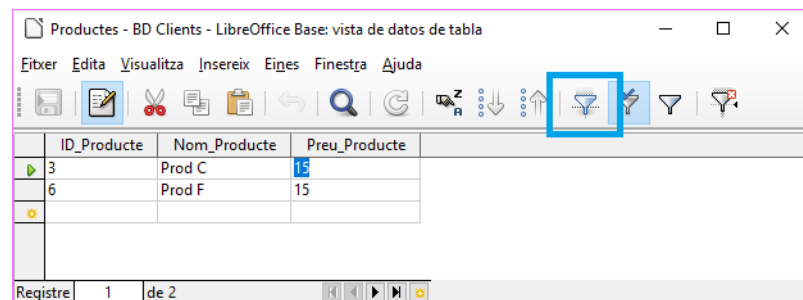 Productes - BD Clients - LibreOffice Base: vista de datos de tabla
Fitxer Edita Visualitza Insereix Eines Finestra Ajuda
ID_Producte Nom_Producte Preu_Producte
3 Prod C 15
6 Prod F 15
Registre 1 de 2